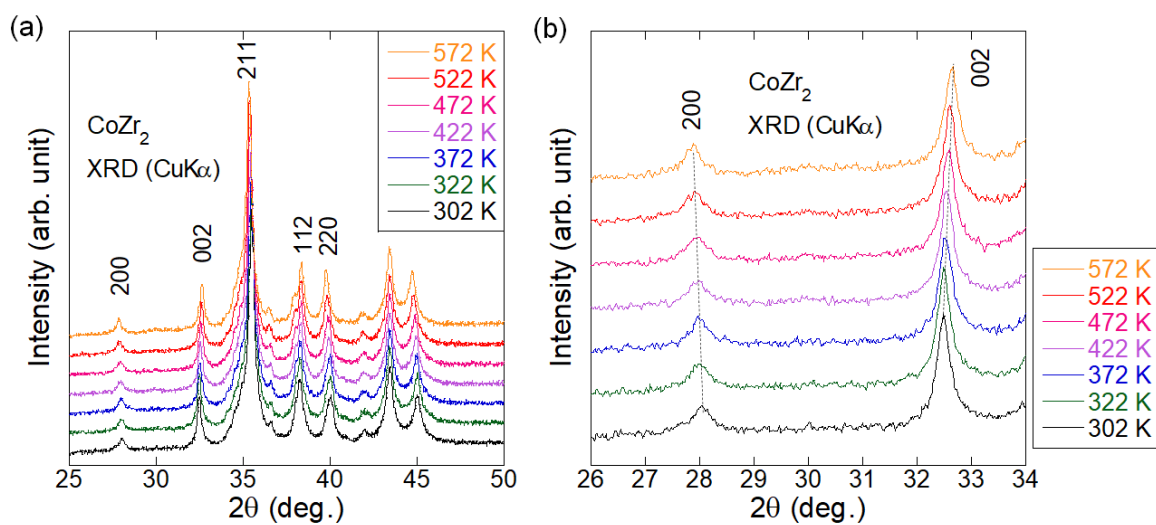 (a)
Intensity (arb. unit)
CoZr₂
XRD (CuKα)
200
002
211
112
220
572 K
522 K
472 K
422 K
372 K
322 K
302 K
25 30 35 40 45 50
2θ (deg.)
(b)
Intensity (arb. unit)
CoZr₂
XRD (CuKα)
200
002
26 27 28 29 30 31 32 33 34
2θ (deg.)
572 K
522 K
472 K
422 K
372 K
322 K
302 K